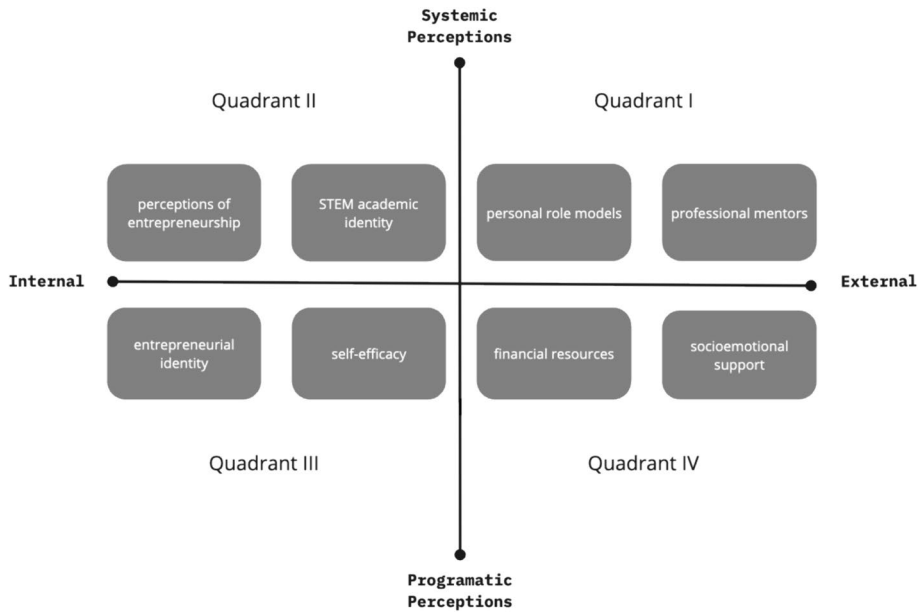 Systemic
Perceptions
Quadrant II
Quadrant I
perceptions of
entrepreneurship
STEM academic
identity
personal role models
professional mentors
Internal
External
entrepreneurial
identity
self-efficacy
financial resources
socioemotional
support
Quadrant III
Quadrant IV
Programatic
Perceptions